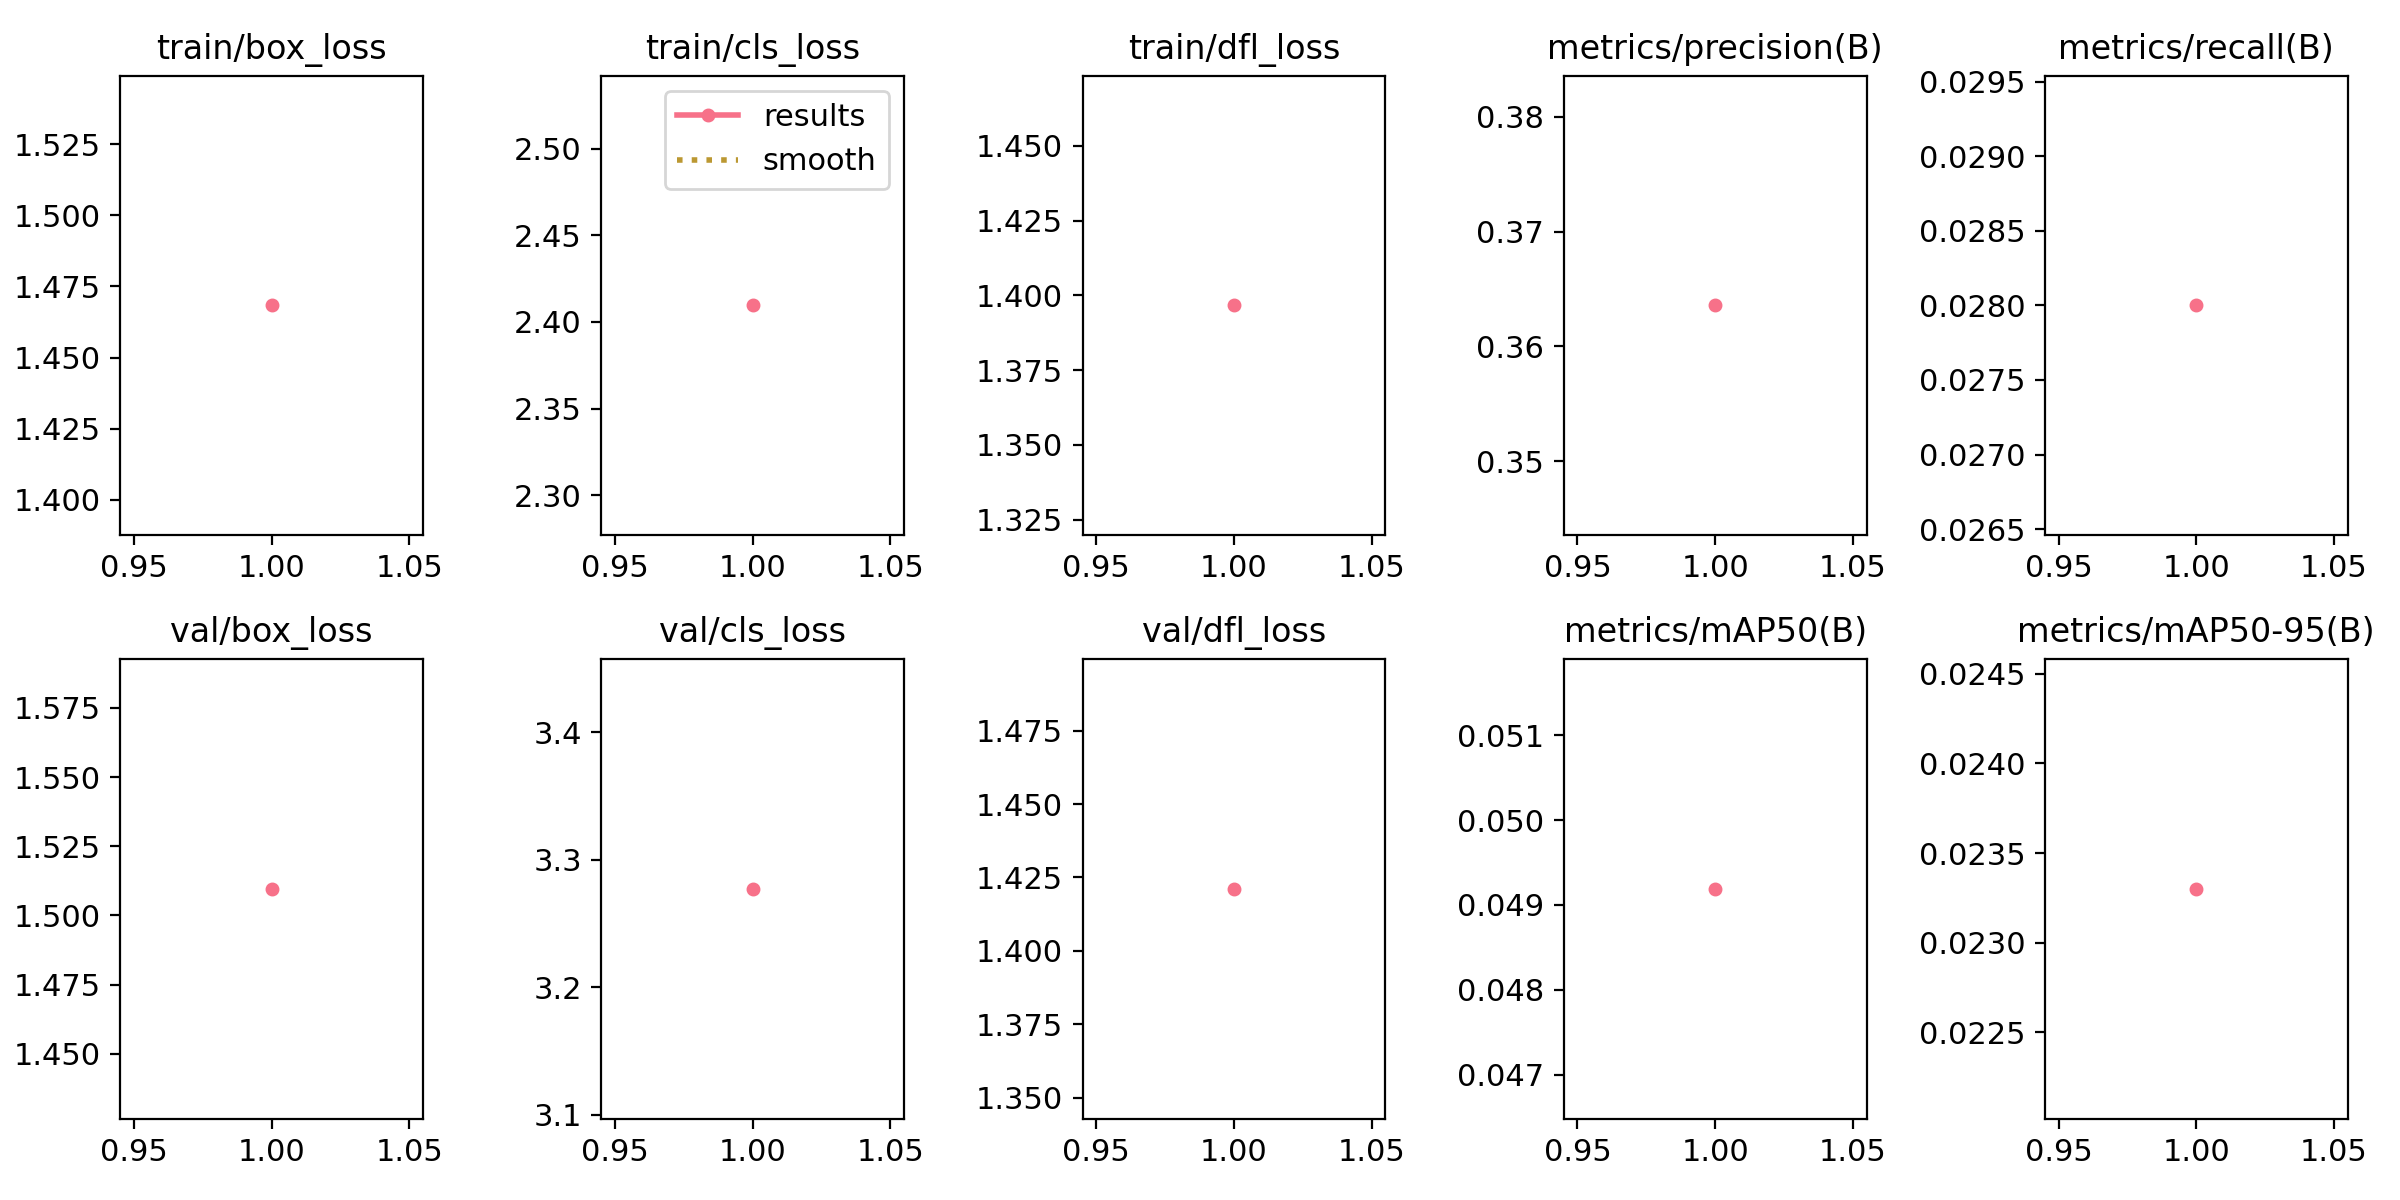 train/box_loss
1.525
1.500
1.475
1.450
1.425
1.400
0.95 1.00 1.05
train/cls_loss
results
smooth
2.50
2.45
2.40
2.35
2.30
0.95 1.00 1.05
train/dfl_loss
1.450
1.425
1.400
1.375
1.350
1.325
0.95 1.00 1.05
metrics/precision(B)
0.38
0.37
0.36
0.35
0.95 1.00 1.05
metrics/recall(B)
0.0295
0.0290
0.0285
0.0280
0.0275
0.0270
0.0265
0.95 1.00 1.05
val/box_loss
1.575
1.550
1.525
1.500
1.475
1.450
0.95 1.00 1.05
val/cls_loss
3.4
3.3
3.2
3.1
0.95 1.00 1.05
val/dfl_loss
1.475
1.450
1.425
1.400
1.375
1.350
0.95 1.00 1.05
metrics/mAP50(B)
0.051
0.050
0.049
0.048
0.047
0.95 1.00 1.05
metrics/mAP50-95(B)
0.0245
0.0240
0.0235
0.0230
0.0225
0.95 1.00 1.05